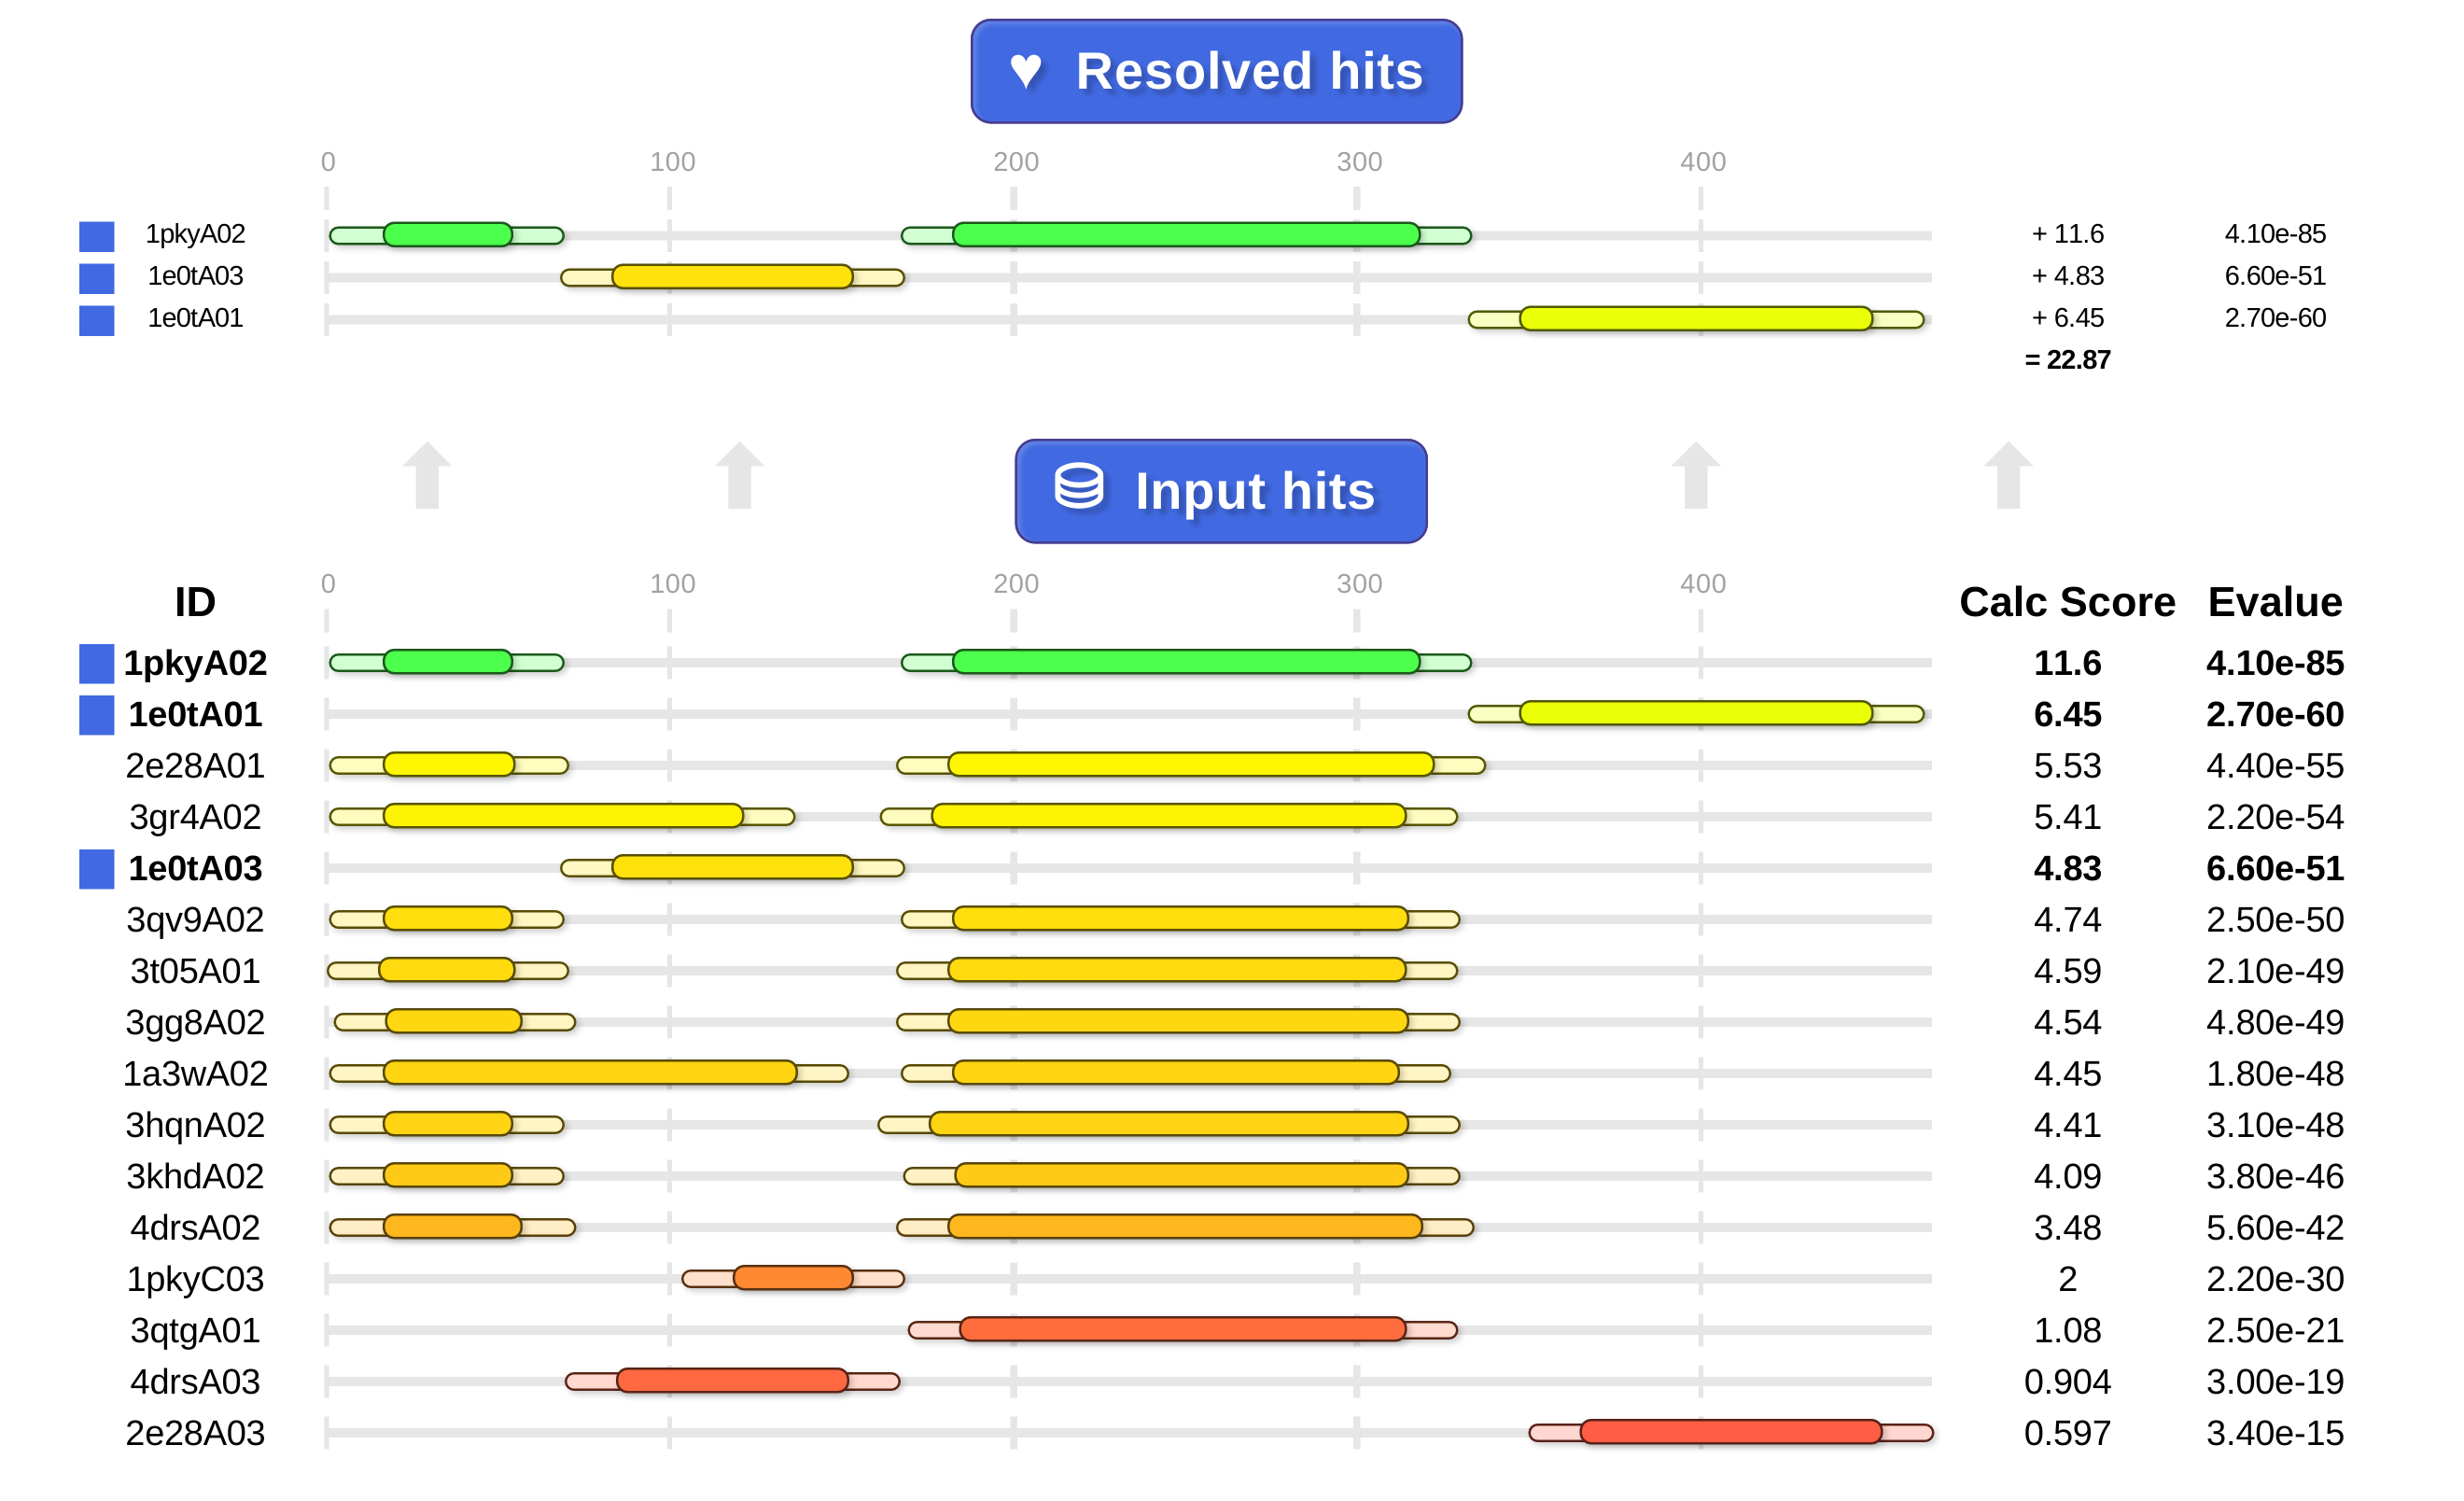 ♥ Resolved hits
0 100 200 300 400
1pkyA02 + 11.6 4.10e-85
1e0tA03 + 4.83 6.60e-51
1e0tA01 + 6.45 2.70e-60
= 22.87
Input hits
0 100 200 300 400
ID Calc Score Evalue
1pkyA02 11.6 4.10e-85
1e0tA01 6.45 2.70e-60
2e28A01 5.53 4.40e-55
3gr4A02 5.41 2.20e-54
1e0tA03 4.83 6.60e-51
3qv9A02 4.74 2.50e-50
3t05A01 4.59 2.10e-49
3gg8A02 4.54 4.80e-49
1a3wA02 4.45 1.80e-48
3hqnA02 4.41 3.10e-48
3khdA02 4.09 3.80e-46
4drsA02 3.48 5.60e-42
1pkyC03 2 2.20e-30
3qtgA01 1.08 2.50e-21
4drsA03 0.904 3.00e-19
2e28A03 0.597 3.40e-15